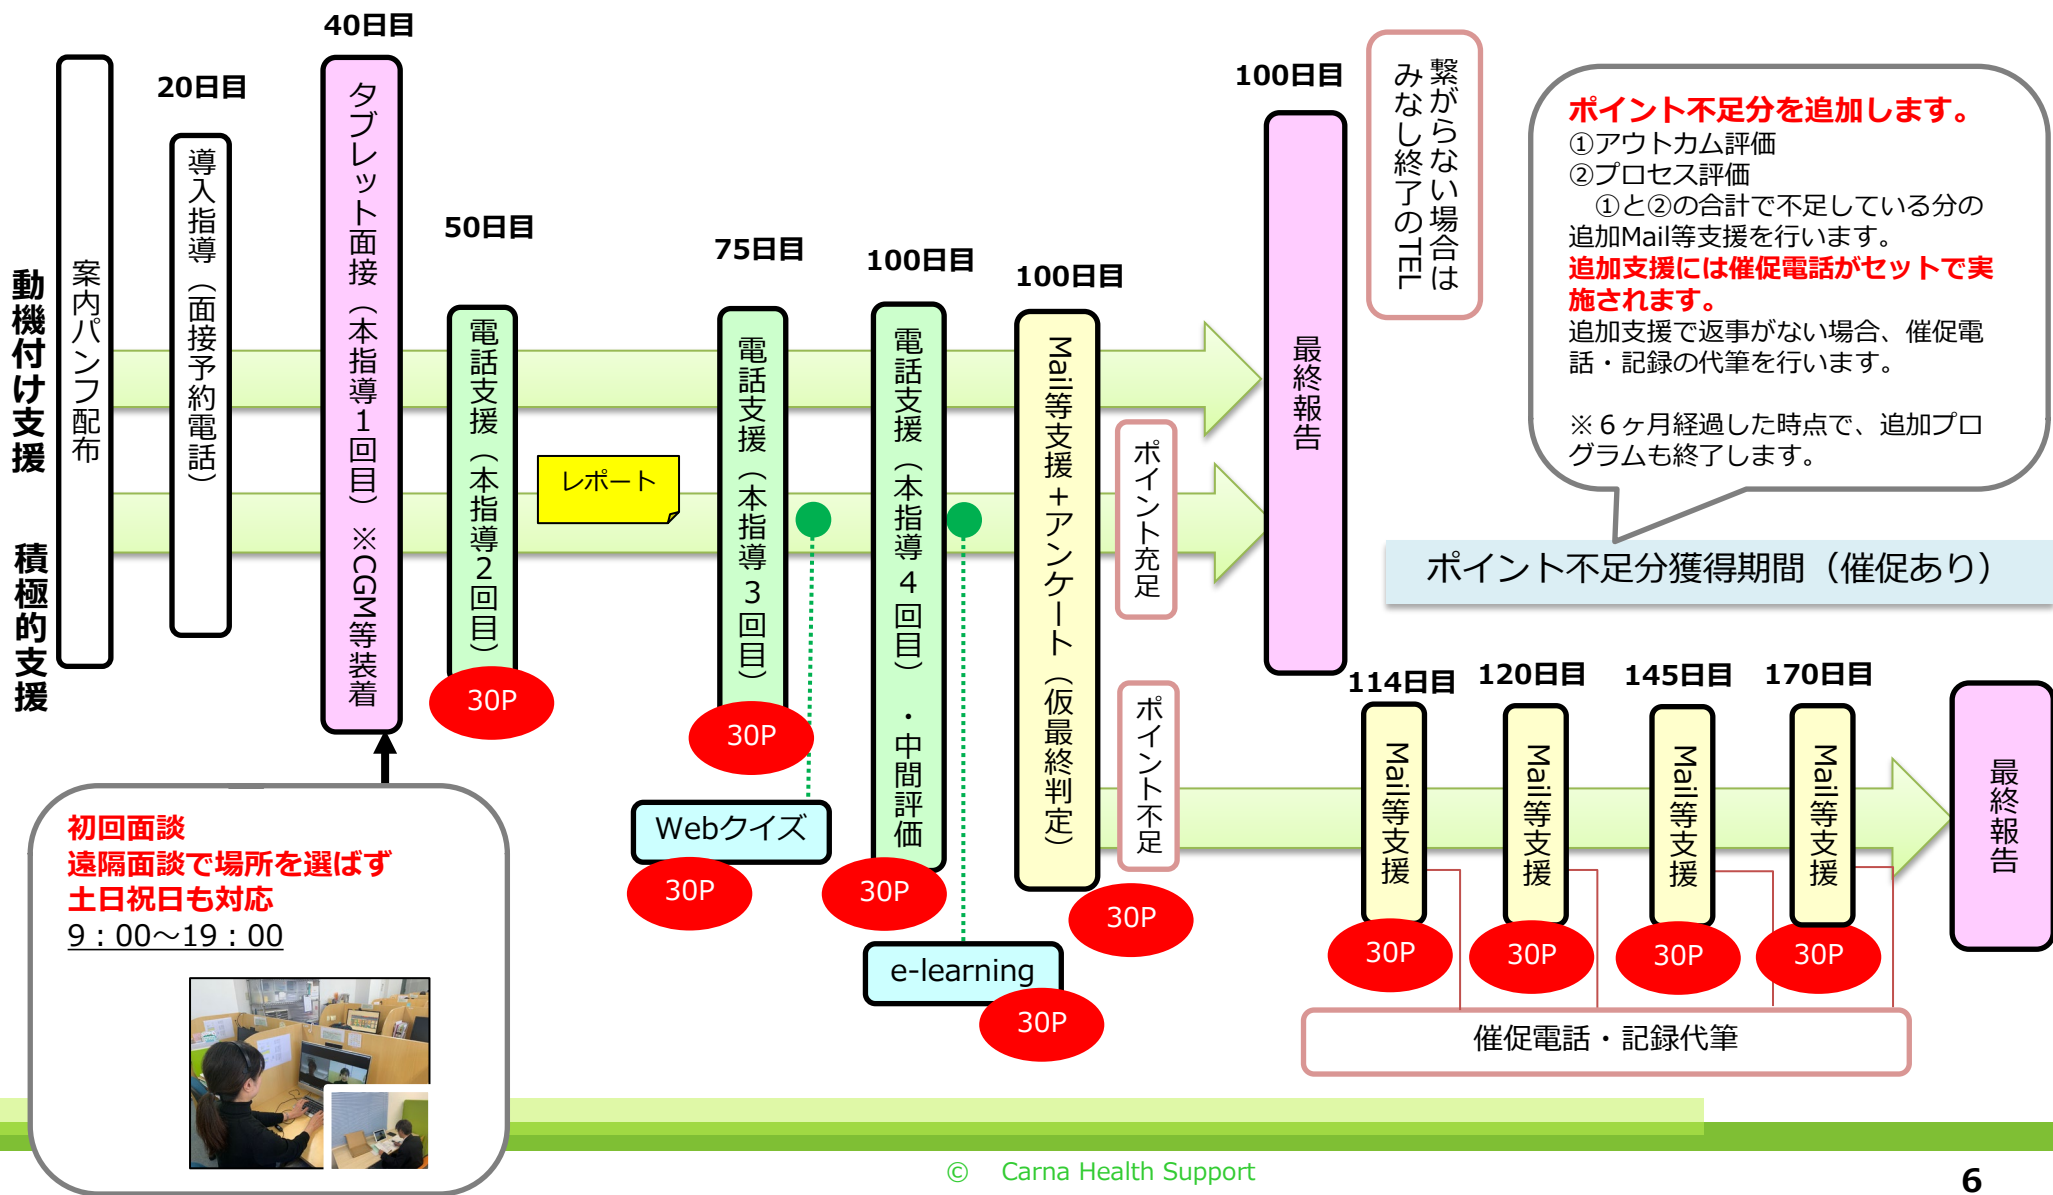 動機付け支援
積極的支援
案内パンフ配布
20日目
導入指導（面接予約電話）
40日目
タブレット面接（本指導1回目）※CGM等装着
50日目
電話支援（本指導2回目）
30P
レポート
75日目
電話支援（本指導3回目）
30P
Webクイズ
30P
100日目
電話支援（本指導4回目）・中間評価
30P
e-learning
30P
100日目
Mail等支援+アンケート（仮最終判定）
30P
ポイント充足
ポイント不足
100日目
最終報告
繋がらない場合は
みなし終了のTEL
ポイント不足分を追加します。
①アウトカム評価
②プロセス評価
①と②の合計で不足している分の
追加Mail等支援を行います。
追加支援には催促電話がセットで実
施されます。
追加支援で返事がない場合、催促電
話・記録の代筆を行います。
※６ヶ月経過した時点で、追加プロ
グラムも終了します。
ポイント不足分獲得期間（催促あり）
114日目
Mail等支援
30P
120日目
Mail等支援
30P
145日目
Mail等支援
30P
170日目
Mail等支援
30P
最終報告
催促電話・記録代筆
初回面談
遠隔面談で場所を選ばず
土日祝日も対応
9：00～19：00
© Carna Health Support
6